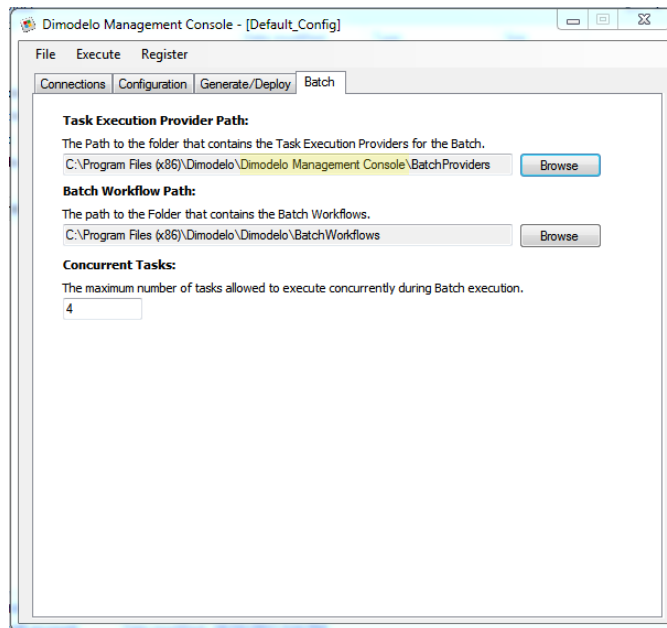 Dimodelo Management Console - [Default_Config]
File Execute Register
Connections Configuration Generate/Deploy Batch
Task Execution Provider Path:
The Path to the folder that contains the Task Execution Providers for the Batch.
C:\Program Files (x86)\Dimodelo\Dimodelo Management Console\BatchProviders Browse
Batch Workflow Path:
The path to the Folder that contains the Batch Workflows.
C:\Program Files (x86)\Dimodelo\Dimodelo\BatchWorkflows Browse
Concurrent Tasks:
The maximum number of tasks allowed to execute concurrently during Batch execution.
4